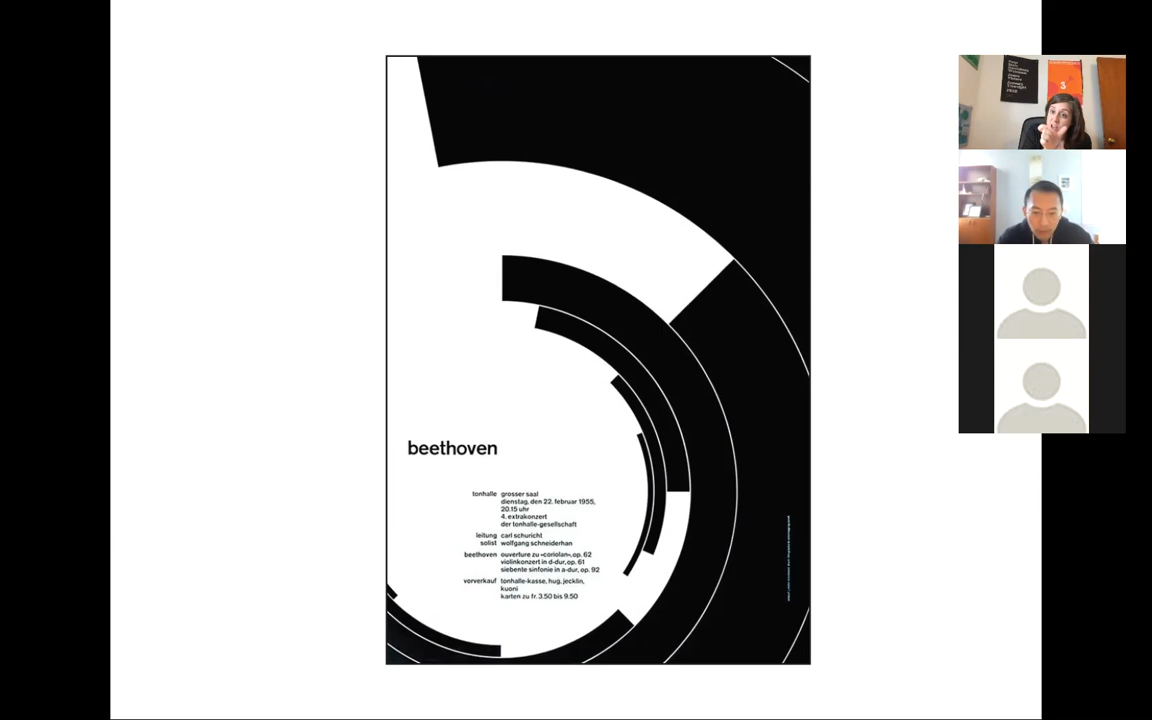 beethoven
tonhalle grosser saal
dienstag, den 22. februar 1955,
20.15 uhr
4. extrakonzert
der tonhalle-gesellschaft
leitung carl schuricht
solist wolfgang schneiderhan
beethoven ouverture zu «coriolan», op. 62
violinkonzert in d-dur, op. 61
siebente sinfonie in a-dur, op. 92
vorverkauf tonhalle-kasse, hug, jecklin,
kuoni
karten zu fr. 3.50 bis 9.50
3